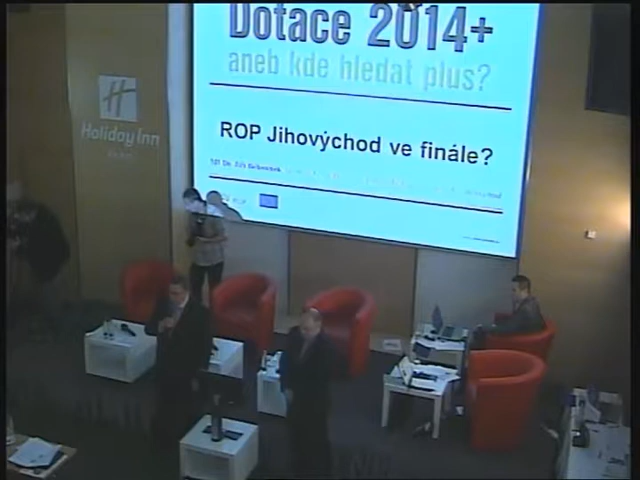 Dotace 2014+
aneb kde hledat plus?
ROP Jihovýchod ve finále?
H
Holiday Inn